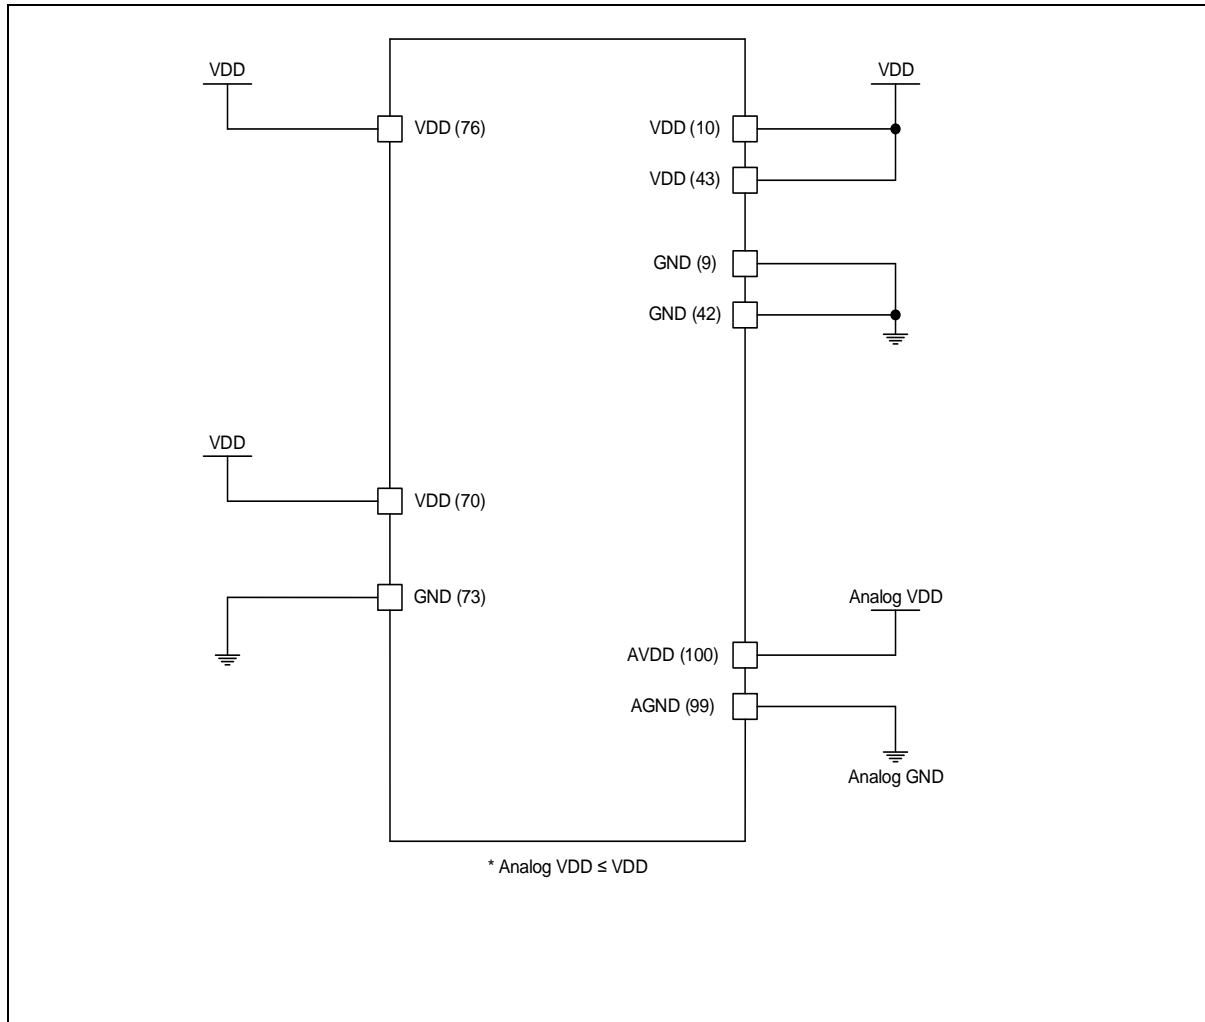 VDD
VDD
VDD (76)
VDD (10)
VDD (43)
GND (9)
GND (42)
VDD
VDD (70)
GND (73)
Analog VDD
AVDD (100)
AGND (99)
Analog GND
* Analog VDD ≤ VDD